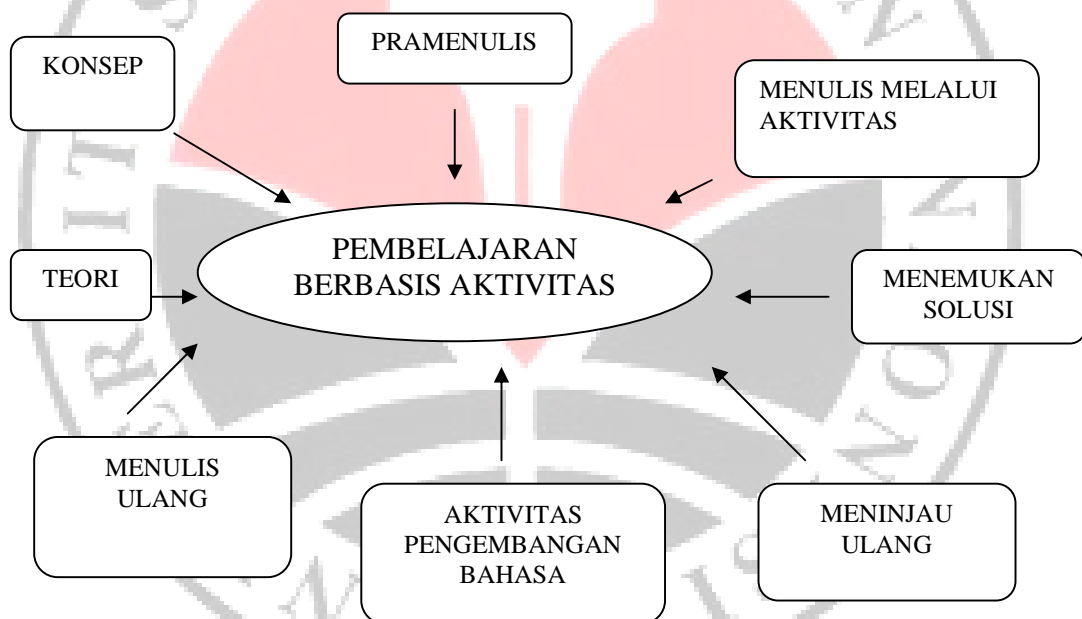 PRAMENULIS
KONSEP
MENULIS MELALUI
AKTIVITAS
PEMBELAJARAN
BERBASIS AKTIVITAS
TEORI
MENEMUKAN
SOLUSI
MENULIS
ULANG
AKTIVITAS
PENGEMBANGAN
BAHASA
MENINJAU
ULANG